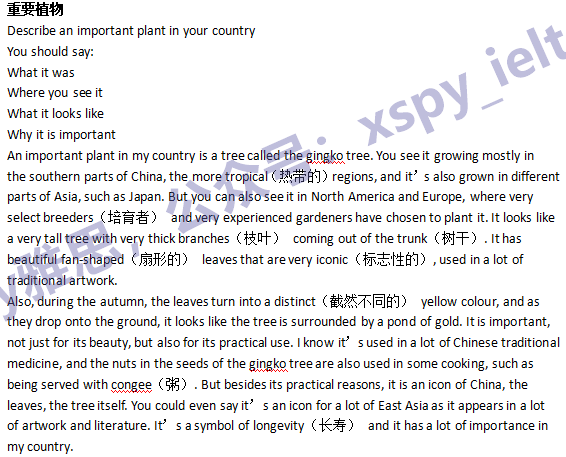 重要植物
Describe an important plant in your country
You should say:
What it was
Where you see it
What it looks like
Why it is important
An important plant in my country is a tree called the gingko tree. You see it growing mostly in
the southern parts of China, the more tropical（热带的）regions, and it’s also grown in different
parts of Asia, such as Japan. But you can also see it in North America and Europe, where very
select breeders（培育者） and very experienced gardeners have chosen to plant it. It looks like
a very tall tree with very thick branches（枝叶） coming out of the trunk（树干）. It has
beautiful fan-shaped（扇形的） leaves that are very iconic（标志性的）, used in a lot of
traditional artwork.
Also, during the autumn, the leaves turn into a distinct（截然不同的） yellow colour, and as
they drop onto the ground, it looks like the tree is surrounded by a pond of gold. It is important,
not just for its beauty, but also for its practical use. I know it’s used in a lot of Chinese traditional
medicine, and the nuts in the seeds of the gingko tree are also used in some cooking, such as
being served with congee（粥）. But besides its practical reasons, it is an icon of China, the
leaves, the tree itself. You could even say it’s an icon for a lot of East Asia as it appears in a lot
of artwork and literature. It’s a symbol of longevity（长寿） and it has a lot of importance in
my country.
y雅思，公众号：xspy_ielt